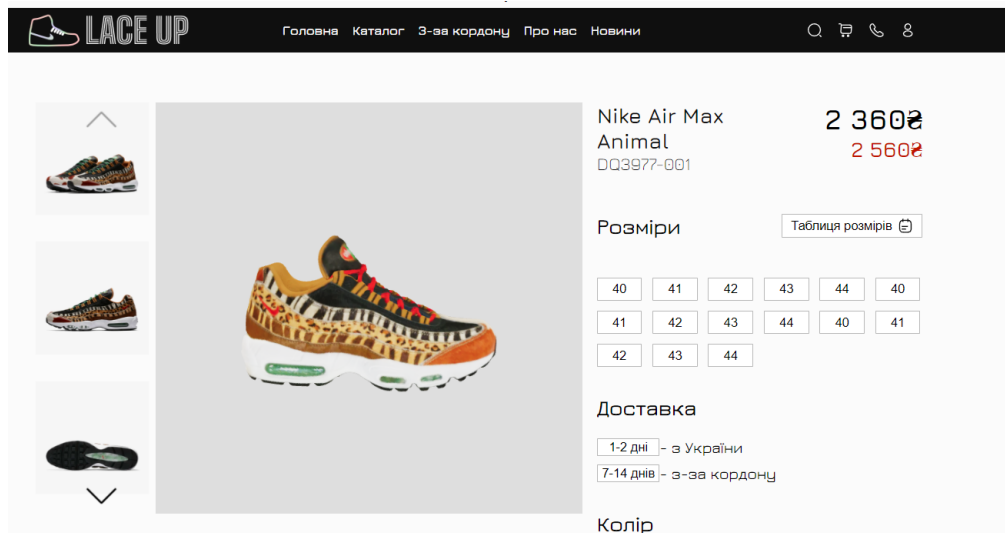 LACE UP
Головна Каталог З-за кордону Про нас Новини
Nike Air Max
Animal
DQ3977-001
2 360₴
2 560₴
Розміри
Таблиця розмірів
40 41 42 43 44 40
41 42 43 44 40 41
42 43 44
Доставка
1-2 дні - з України
7-14 днів - з-за кордону
Колір